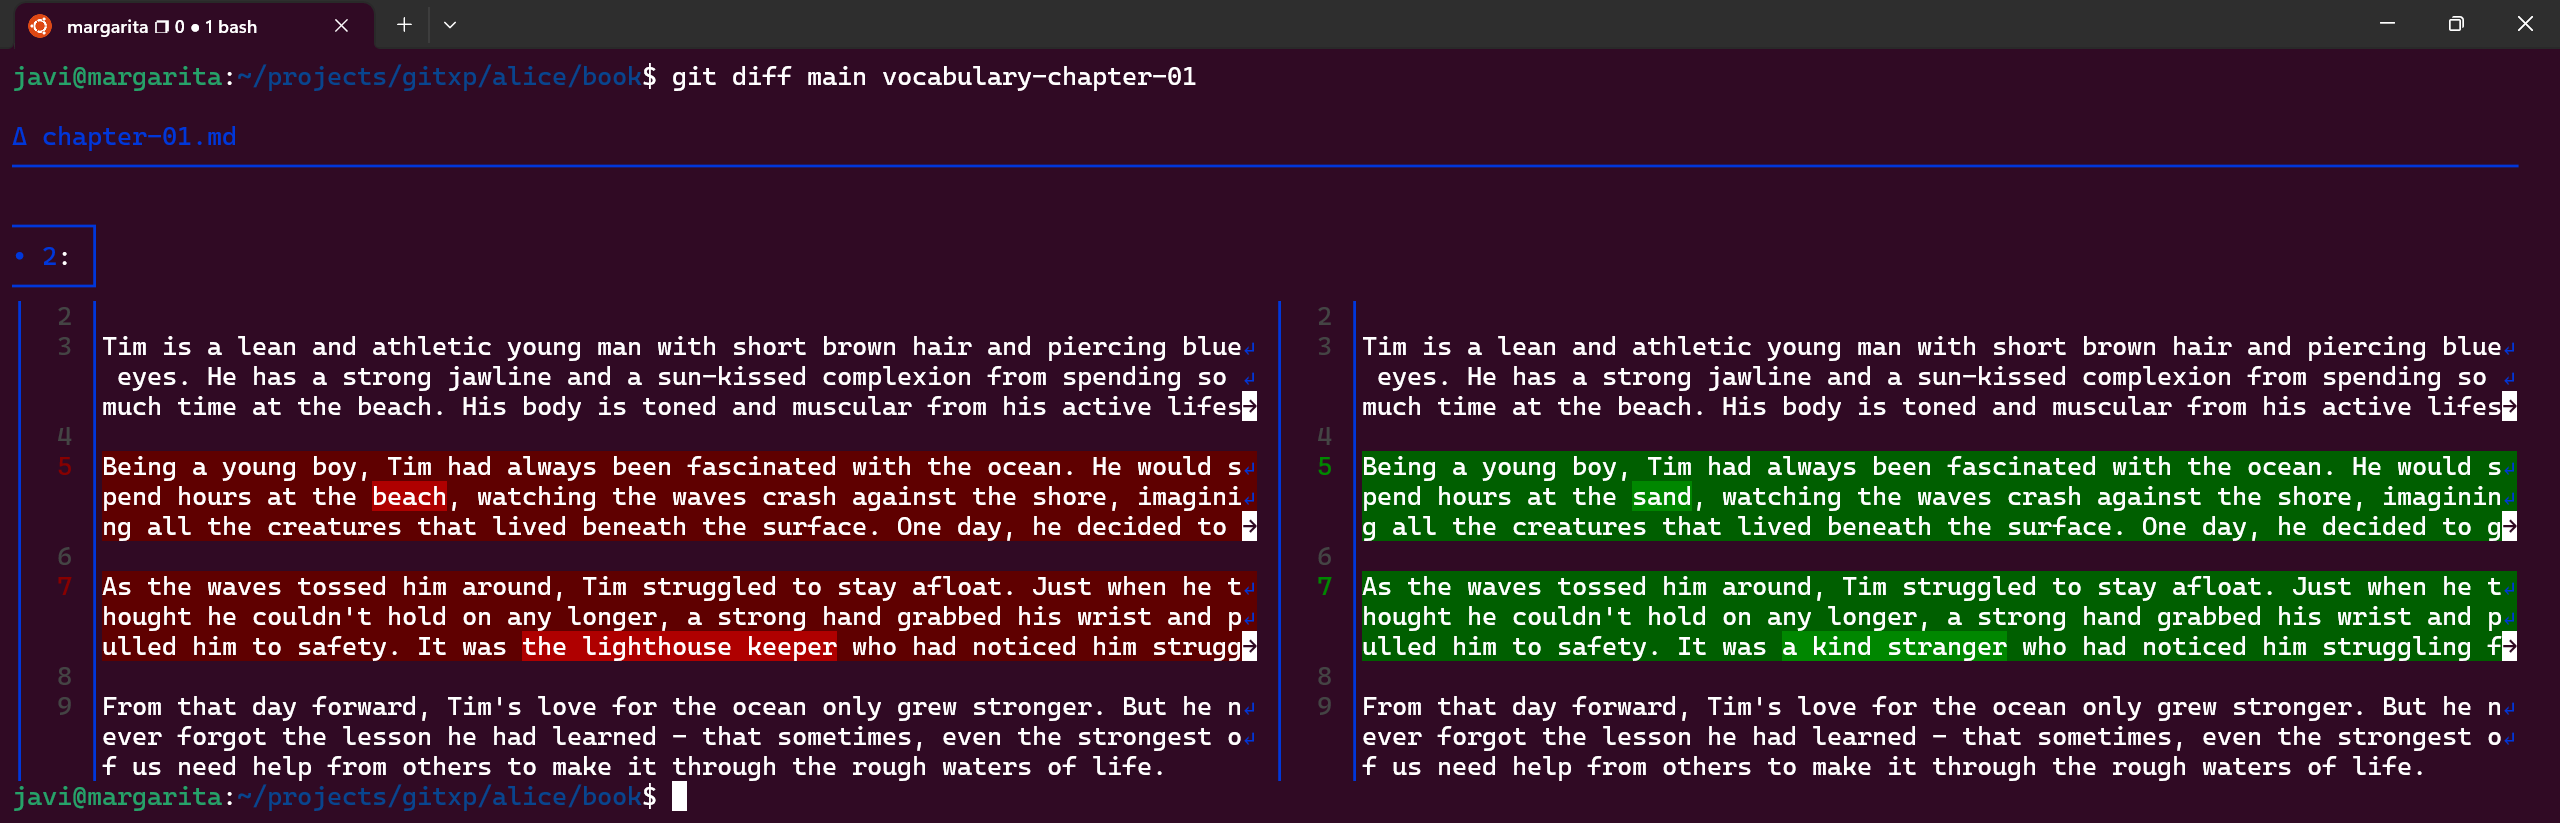 margarita 0 ● 1 bash
javi@margarita:~/projects/gitxp/alice/book$ git diff main vocabulary-chapter-01
Δ chapter-01.md
• 2:
2
3 Tim is a lean and athletic young man with short brown hair and piercing blue↵
eyes. He has a strong jawline and a sun-kissed complexion from spending so ↵
much time at the beach. His body is toned and muscular from his active lifes→
4
5 Being a young boy, Tim had always been fascinated with the ocean. He would s↵
pend hours at the beach, watching the waves crash against the shore, imagini↵
ng all the creatures that lived beneath the surface. One day, he decided to →
6
7 As the waves tossed him around, Tim struggled to stay afloat. Just when he t↵
hought he couldn't hold on any longer, a strong hand grabbed his wrist and p↵
ulled him to safety. It was the lighthouse keeper who had noticed him strugg→
8
9 From that day forward, Tim's love for the ocean only grew stronger. But he n↵
ever forgot the lesson he had learned - that sometimes, even the strongest o↵
f us need help from others to make it through the rough waters of life.
2
3 Tim is a lean and athletic young man with short brown hair and piercing blue↵
eyes. He has a strong jawline and a sun-kissed complexion from spending so ↵
much time at the beach. His body is toned and muscular from his active lifes→
4
5 Being a young boy, Tim had always been fascinated with the ocean. He would s↵
pend hours at the sand, watching the waves crash against the shore, imaginin↵
g all the creatures that lived beneath the surface. One day, he decided to g→
6
7 As the waves tossed him around, Tim struggled to stay afloat. Just when he t↵
hought he couldn't hold on any longer, a strong hand grabbed his wrist and p↵
ulled him to safety. It was a kind stranger who had noticed him struggling f→
8
9 From that day forward, Tim's love for the ocean only grew stronger. But he n↵
ever forgot the lesson he had learned - that sometimes, even the strongest o↵
f us need help from others to make it through the rough waters of life.
javi@margarita:~/projects/gitxp/alice/book$